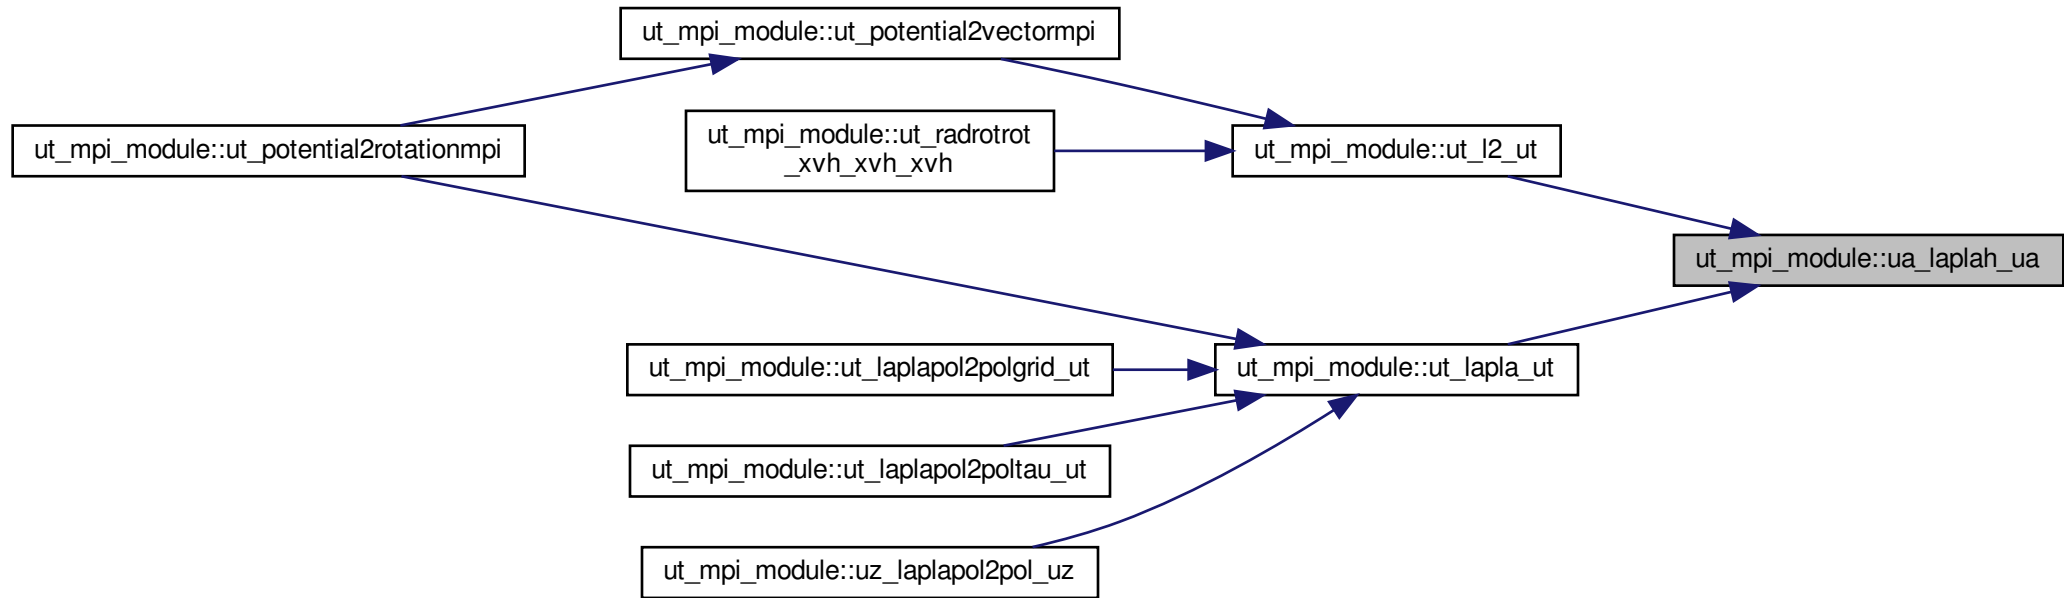 ut_mpi_module::ut_potential2vectormpi
ut_mpi_module::ut_potential2rotationmpi
ut_mpi_module::ut_radrotrot
_xvh_xvh_xvh
ut_mpi_module::ut_l2_ut
ut_mpi_module::ua_laplah_ua
ut_mpi_module::ut_laplapol2polgrid_ut
ut_mpi_module::ut_lapla_ut
ut_mpi_module::ut_laplapol2poltau_ut
ut_mpi_module::uz_laplapol2pol_uz